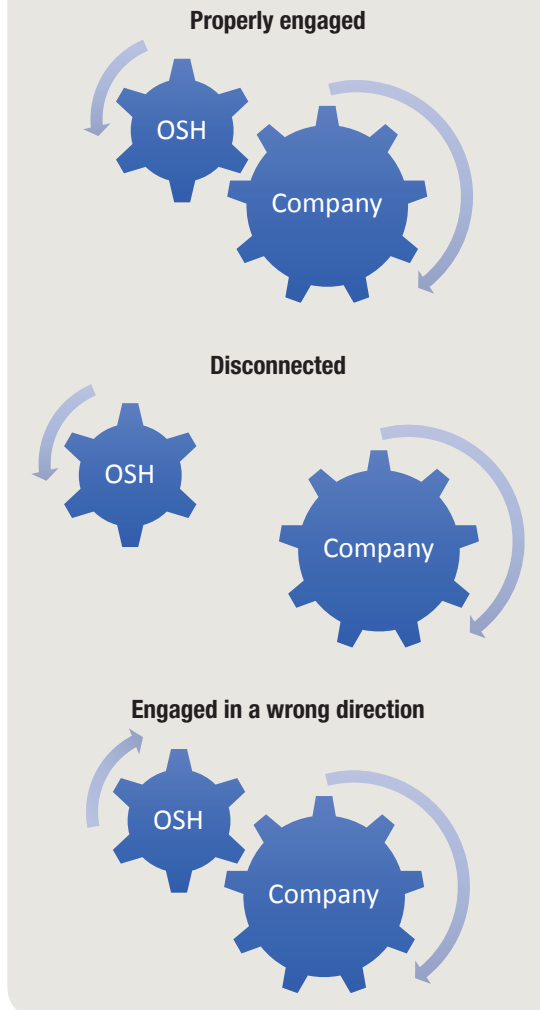 Properly engaged
OSH
Company
Disconnected
OSH
Company
Engaged in a wrong direction
OSH
Company